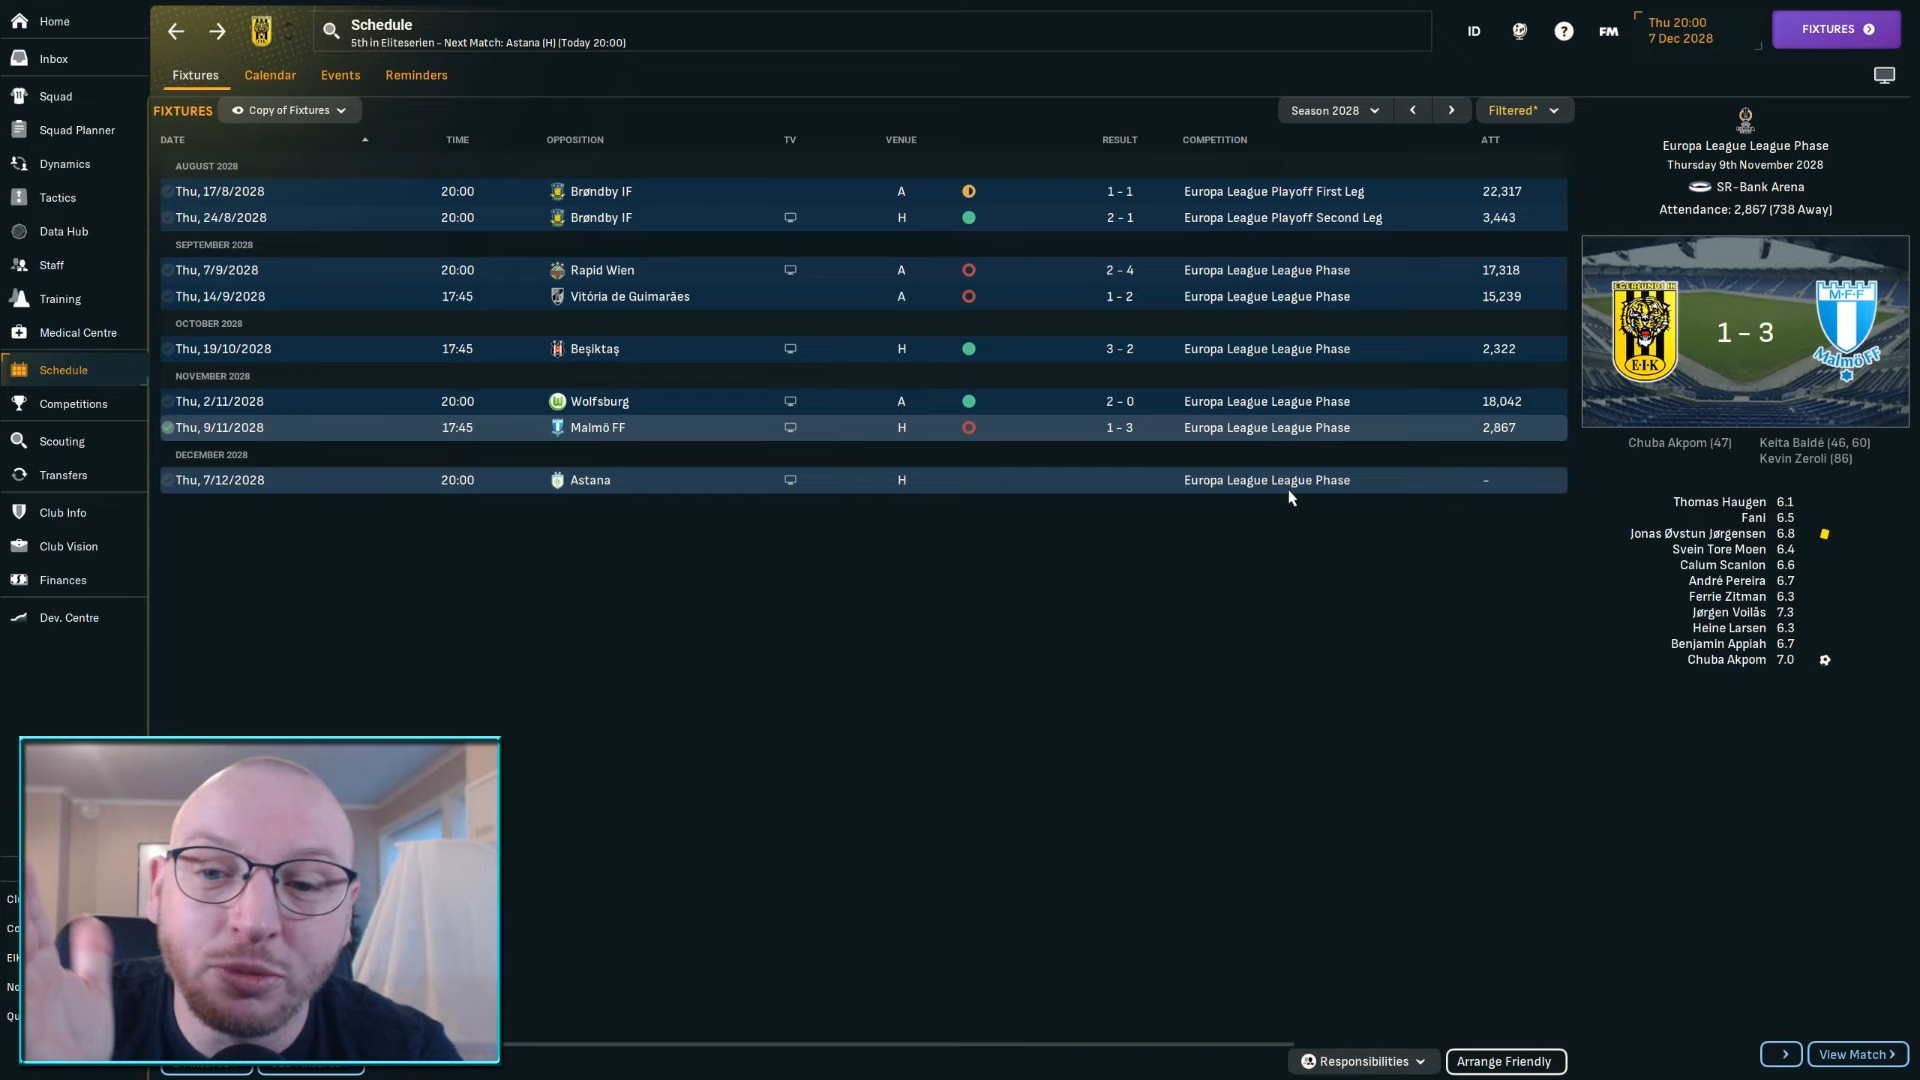 Home
Inbox
Squad
Squad Planner
Dynamics
Tactics
Data Hub
Staff
Training
Medical Centre
Schedule
Competitions
Scouting
Transfers
Club Info
Club Vision
Finances
Dev. Centre
Schedule
5th in Eliteserien - Next Match: Astana (H) (Today 20:00)
ID
FM
Thu 20:00
7 Dec 2028
FIXTURES
Fixtures Calendar Events Reminders
FIXTURES Copy of Fixtures Season 2028 Filtered*
DATE TIME OPPOSITION TV VENUE RESULT COMPETITION ATT
AUGUST 2028
Thu, 17/8/2028 20:00 Brøndby IF A 1 - 1 Europa League Playoff First Leg 22,317
Thu, 24/8/2028 20:00 Brøndby IF H 2 - 1 Europa League Playoff Second Leg 3,443
SEPTEMBER 2028
Thu, 7/9/2028 20:00 Rapid Wien A 2 - 4 Europa League League Phase 17,318
Thu, 14/9/2028 17:45 Vitória de Guimarães A 1 - 2 Europa League League Phase 15,239
OCTOBER 2028
Thu, 19/10/2028 17:45 Beşiktaş H 3 - 2 Europa League League Phase 2,322
NOVEMBER 2028
Thu, 2/11/2028 20:00 Wolfsburg A 2 - 0 Europa League League Phase 18,042
Thu, 9/11/2028 17:45 Malmö FF H 1 - 3 Europa League League Phase 2,867
DECEMBER 2028
Thu, 7/12/2028 20:00 Astana H Europa League League Phase -
Europa League League Phase
Thursday 9th November 2028
SR-Bank Arena
Attendance: 2,867 (738 Away)
E·I·K
1 - 3
M·F·F
Malmö FF
Chuba Akpom (47) Keita Baldé (46, 60)
Kevin Zeroli (86)
Thomas Haugen 6.1
Fani 6.5
Jonas Øvstun Jørgensen 6.8
Svein Tore Moen 6.4
Calum Scanlon 6.6
André Pereira 6.7
Ferrie Zitman 6.3
Jørgen Voilås 7.3
Heine Larsen 6.3
Benjamin Appiah 6.7
Chuba Akpom 7.0
Responsibilities
Arrange Friendly
View Match